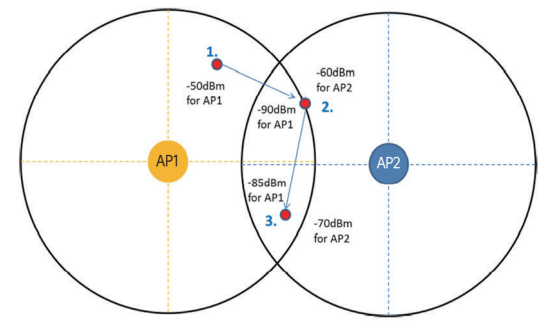 1.
-50dBm
for AP1
-60dBm
for AP2
-90dBm
for AP1
2.
AP1
AP2
-85dBm
for AP1
3.
-70dBm
for AP2